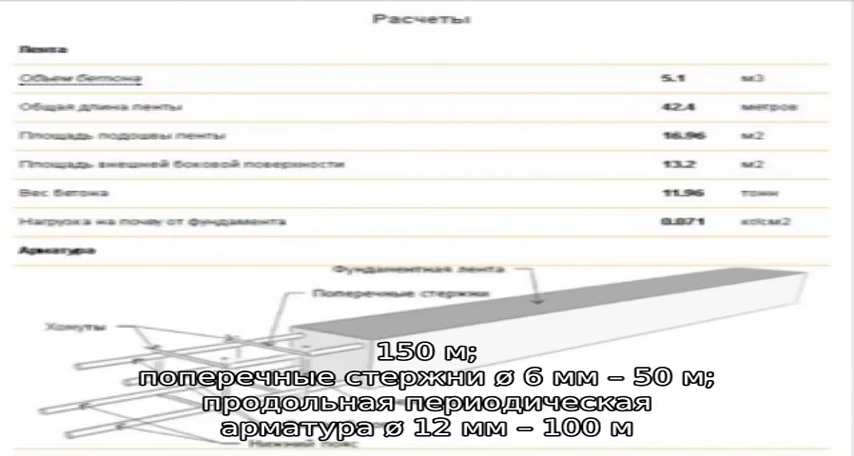 Расчеты
Лента
Объем бетона 5.1 м3
Общая длина ленты 42.4 метров
Площадь подошвы ленты 16.96 м2
Площадь внешней боковой поверхности 13.2 м2
Вес бетона 11.96 тонн
Нагрузка на почву от фундамента 0.071 кг/см2
Арматура
Фундаментная лента
Поперечные стержни
Хомуты
150 м;
поперечные стержни ø 6 мм – 50 м;
продольная периодическая
арматура ø 12 мм – 100 м
Нижний пояс